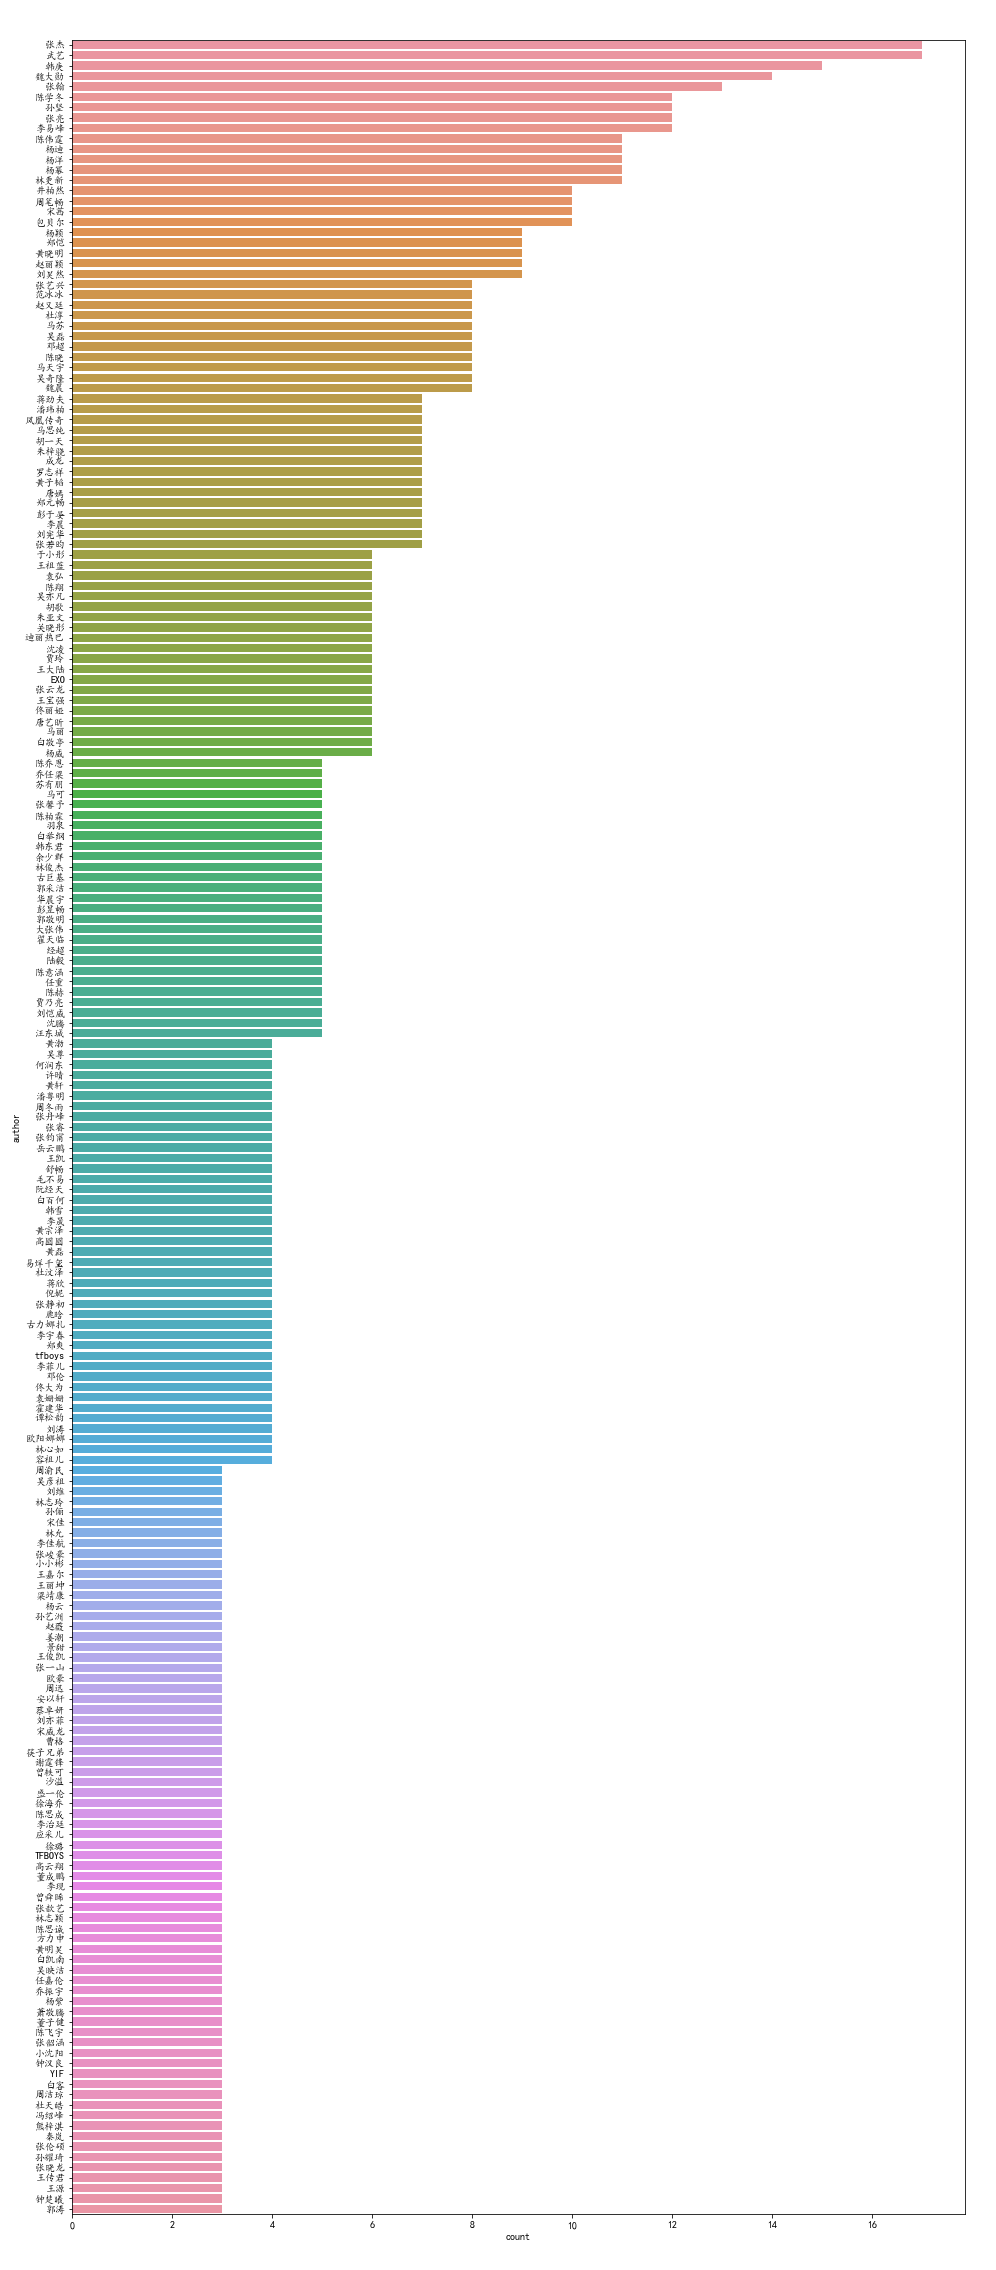 张杰
武艺
韩庚
魏大勋
张翰
陈学冬
孙坚
张亮
李易峰
陈伟霆
杨迪
杨洋
杨幂
林更新
井柏然
周笔畅
宋茜
包贝尔
杨颖
郑恺
黄晓明
赵丽颖
刘昊然
张艺兴
范冰冰
赵又廷
杜淳
马苏
吴磊
邓超
陈晓
马天宇
吴奇隆
魏晨
蒋劲夫
潘玮柏
凤凰传奇
马思纯
胡一天
朱梓骁
成龙
罗志祥
黄子韬
唐嫣
郑元畅
彭于晏
李晨
刘宪华
张若昀
于小彤
王祖蓝
袁弘
陈翔
吴亦凡
胡歌
朱亚文
关晓彤
迪丽热巴
沈凌
贾玲
王大陆
EXO
张云龙
王宝强
佟丽娅
唐艺昕
马丽
白敬亭
杨威
陈乔恩
乔任梁
苏有朋
马可
张馨予
陈柏霖
羽泉
白举纲
韩东君
余少群
林俊杰
古巨基
郭采洁
华晨宇
彭昱畅
郭敬明
大张伟
翟天临
经超
陆毅
陈意涵
任重
陈赫
贾乃亮
刘恺威
沈腾
汪东城
黄渤
吴尊
何润东
许晴
黄轩
潘粤明
周冬雨
张丹峰
张睿
张钧甯
岳云鹏
王凯
舒畅
毛不易
阮经天
白百何
韩雪
李晟
黄宗泽
高圆圆
黄磊
易烊千玺
杜汶泽
蒋欣
倪妮
张静初
鹿晗
古力娜扎
李宇春
郑爽
tfboys
李菲儿
邓伦
佟大为
袁姗姗
霍建华
谭松韵
刘涛
欧阳娜娜
林心如
容祖儿
周渝民
吴彦祖
刘维
林志玲
孙俪
宋佳
林允
李佳航
张峻豪
小小彬
王嘉尔
王丽坤
梁靖康
杨云
孙艺洲
赵薇
姜潮
景甜
王俊凯
张一山
欧豪
周迅
安以轩
蔡卓妍
刘亦菲
宋威龙
曹格
筷子兄弟
谢霆锋
曾轶可
沙溢
盛一伦
徐海乔
陈思成
李治廷
应采儿
徐璐
TFBOYS
高云翔
董成鹏
李现
曾舜晞
张歆艺
林志颖
陈思诚
方力申
黄明昊
白凯南
吴映洁
任嘉伦
乔振宇
杨紫
萧敬腾
董子健
陈飞宇
张韶涵
小沈阳
钟汉良
YIF
白客
周洁琼
杜天皓
冯绍峰
熊梓淇
秦岚
张伦硕
孙耀琦
张晓龙
王传君
王源
钟楚曦
郭涛
author
0 2 4 6 8 10 12 14 16
count